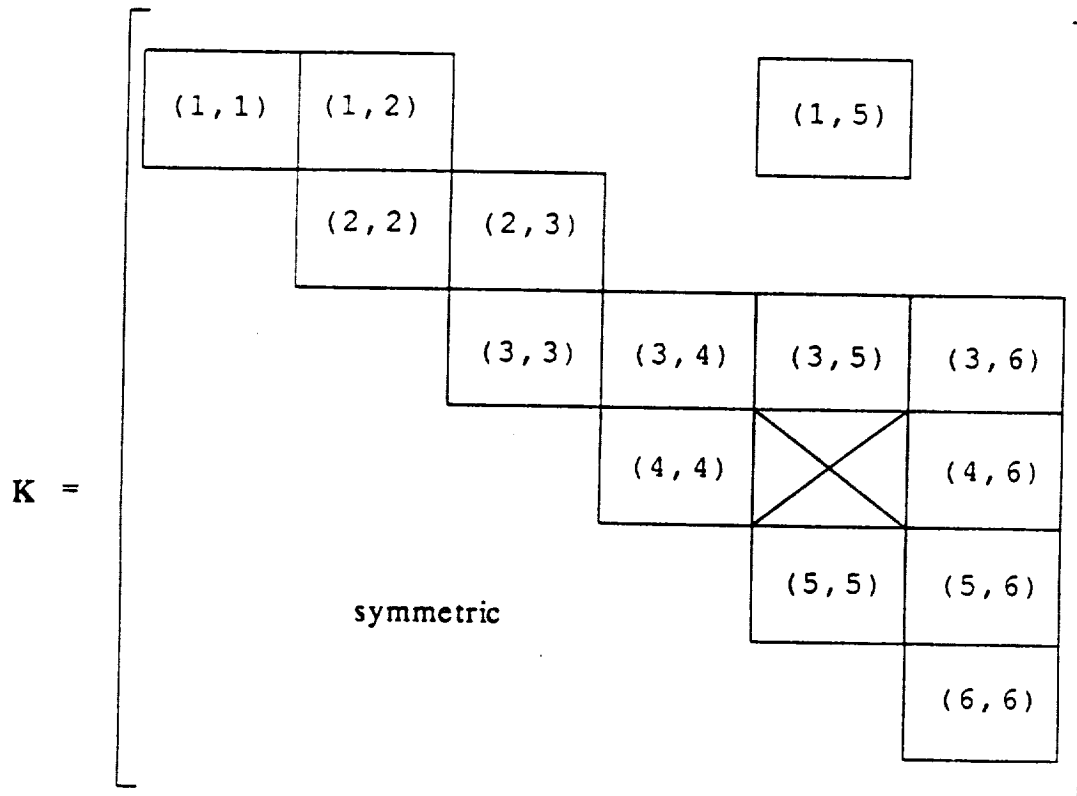 (1,1) (1,2) (1,5)
(2,2) (2,3)
(3,3) (3,4) (3,5) (3,6)
(4,4) (4,6)
K =
(5,5) (5,6)
symmetric
(6,6)